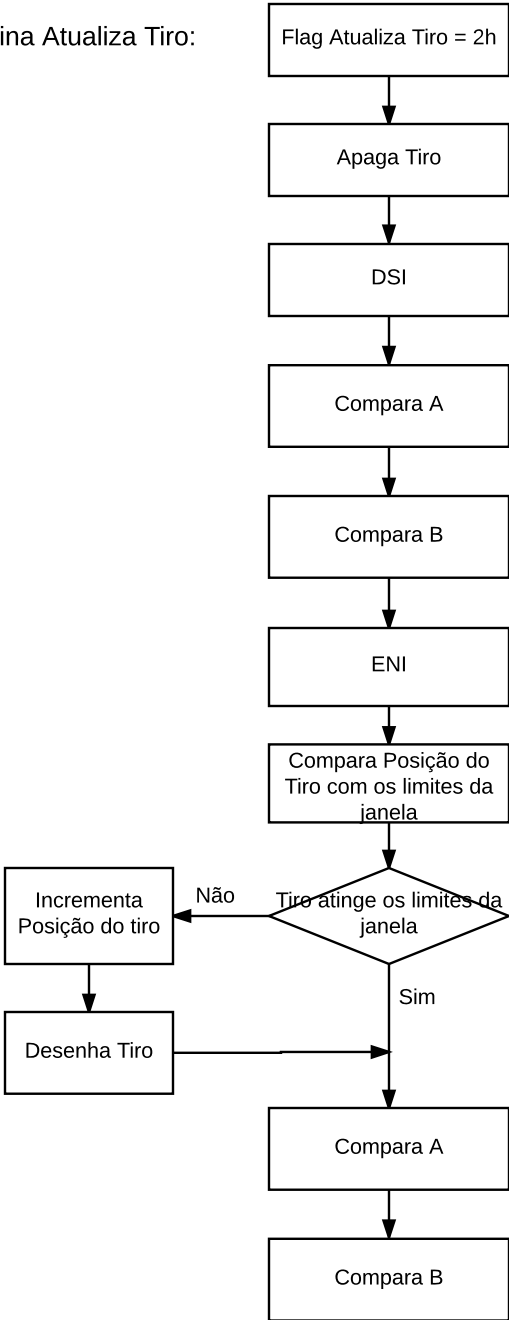 ina Atualiza Tiro:
Flag Atualiza Tiro = 2h
Apaga Tiro
DSI
Compara A
Compara B
ENI
Compara Posição do
Tiro com os limites da
janela
Tiro atinge os limites da
janela
Não
Incrementa
Posição do tiro
Sim
Desenha Tiro
Compara A
Compara B